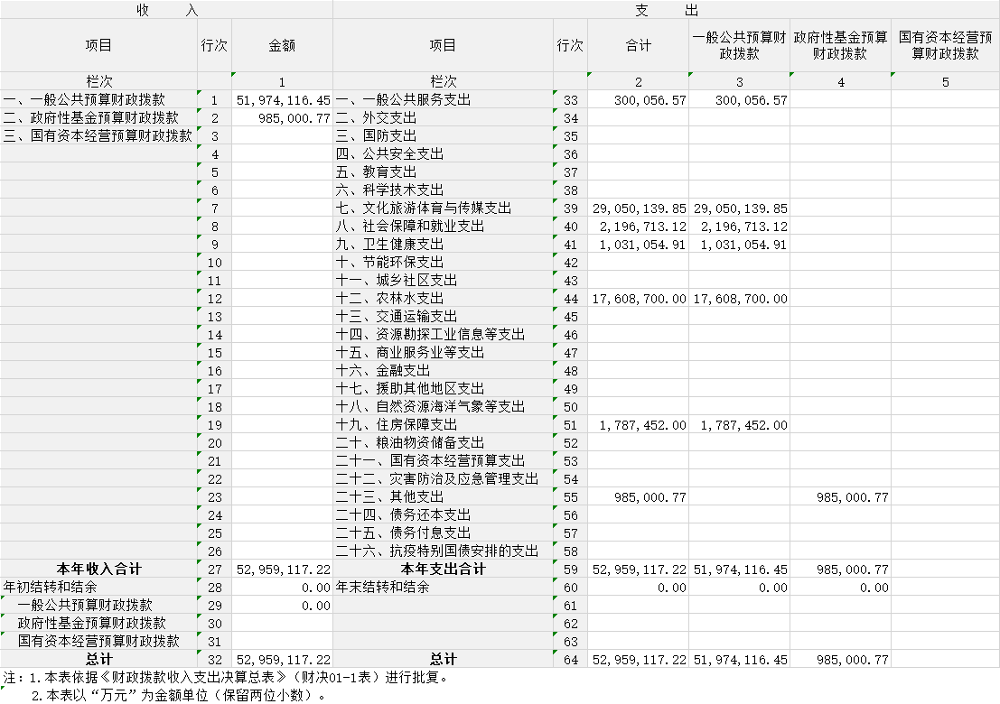 收 入 支 出
项目 行次 金额 项目 行次 合计 一般公共预算财政拨款 政府性基金预算财政拨款 国有资本经营预算财政拨款
栏次 1 栏次 2 3 4 5
一、一般公共预算财政拨款 1 51,974,116.45 一、一般公共服务支出 33 300,056.57 300,056.57
二、政府性基金预算财政拨款 2 985,000.77 二、外交支出 34
三、国有资本经营预算财政拨款 3 三、国防支出 35
4 四、公共安全支出 36
5 五、教育支出 37
6 六、科学技术支出 38
7 七、文化旅游体育与传媒支出 39 29,050,139.85 29,050,139.85
8 八、社会保障和就业支出 40 2,196,713.12 2,196,713.12
9 九、卫生健康支出 41 1,031,054.91 1,031,054.91
10 十、节能环保支出 42
11 十一、城乡社区支出 43
12 十二、农林水支出 44 17,608,700.00 17,608,700.00
13 十三、交通运输支出 45
14 十四、资源勘探工业信息等支出 46
15 十五、商业服务业等支出 47
16 十六、金融支出 48
17 十七、援助其他地区支出 49
18 十八、自然资源海洋气象等支出 50
19 十九、住房保障支出 51 1,787,452.00 1,787,452.00
20 二十、粮油物资储备支出 52
21 二十一、国有资本经营预算支出 53
22 二十二、灾害防治及应急管理支出 54
23 二十三、其他支出 55 985,000.77 985,000.77
24 二十四、债务还本支出 56
25 二十五、债务付息支出 57
26 二十六、抗疫特别国债安排的支出 58
本年收入合计 27 52,959,117.22 本年支出合计 59 52,959,117.22 51,974,116.45 985,000.77
年初结转和结余 28 0.00 年末结转和结余 60 0.00 0.00 0.00
一般公共预算财政拨款 29 0.00 61
政府性基金预算财政拨款 30 62
国有资本经营预算财政拨款 31 63
总计 32 52,959,117.22 总计 64 52,959,117.22 51,974,116.45 985,000.77
注：1.本表依据《财政拨款收入支出决算总表》（财决01-1表）进行批复。
2.本表以“万元”为金额单位（保留两位小数）。